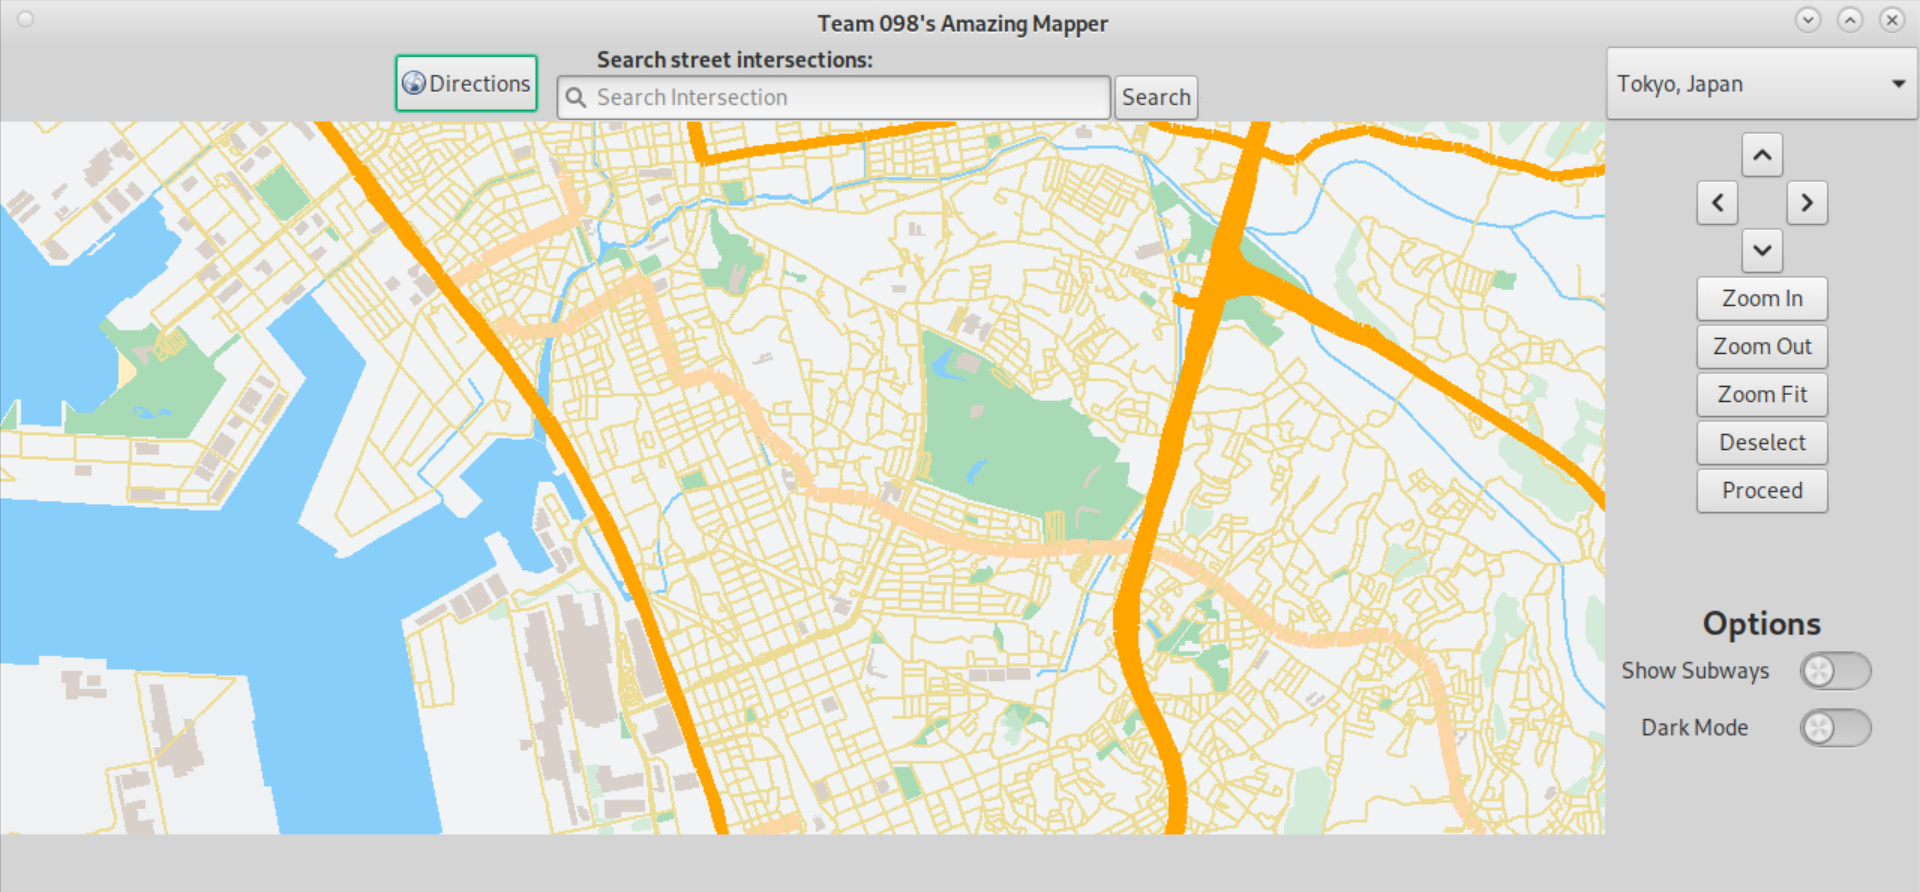 Team 098's Amazing Mapper
Directions
Search street intersections:
Search Intersection
Search
Tokyo, Japan
Zoom In
Zoom Out
Zoom Fit
Deselect
Proceed
Options
Show Subways
Dark Mode